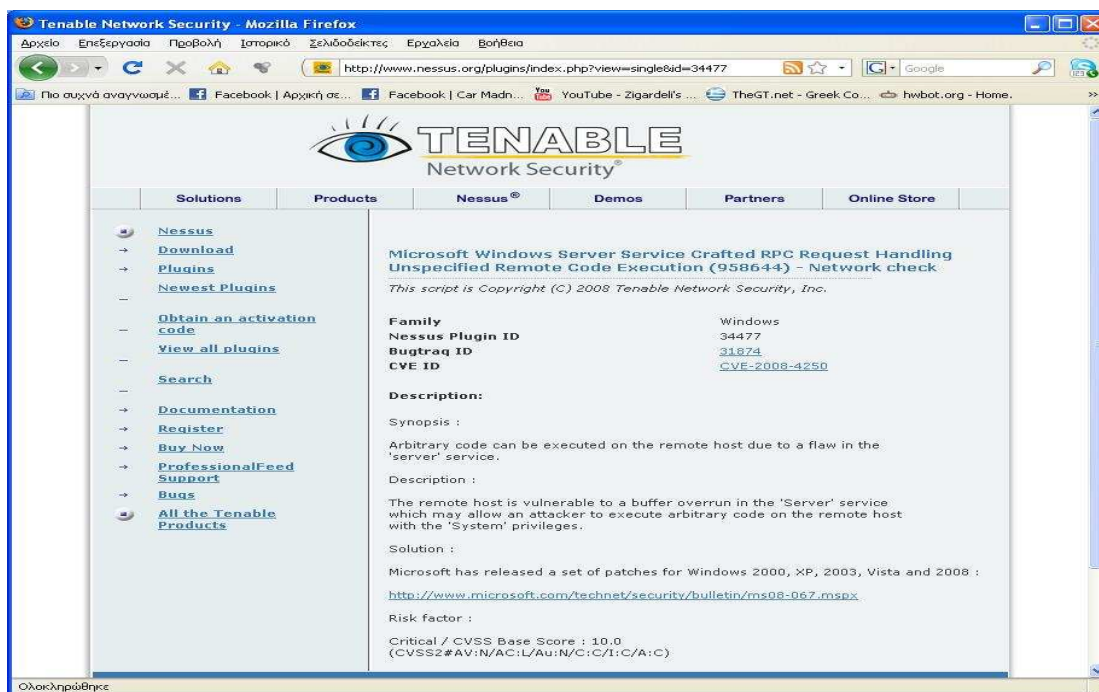 Tenable Network Security - Mozilla Firefox
Αρχείο Επεξεργασία Προβολή Ιστορικό Σελιδοδείκτες Εργαλεία Βοήθεια
http://www.nessus.org/plugins/index.php?view=single&id=34477
Google
Πιο συχνά αναγνωσμέ... Facebook | Αρχική σε... Facebook | Car Madn... YouTube - Zigardeli's ... TheGT.net - Greek Co... hwbot.org - Home.
TENABLE
Network Security®
Solutions Products Nessus® Demos Partners Online Store
Nessus
Download
Plugins
Newest Plugins
Obtain an activation
code
View all plugins
Search
Documentation
Register
Buy Now
ProfessionalFeed
Support
Bugs
All the Tenable
Products
Microsoft Windows Server Service Crafted RPC Request Handling
Unspecified Remote Code Execution (958644) - Network check
This script is Copyright (C) 2008 Tenable Network Security, Inc.
Family Windows
Nessus Plugin ID 34477
Bugtraq ID 31874
CVE ID CVE-2008-4250
Description:
Synopsis :
Arbitrary code can be executed on the remote host due to a flaw in the
'server' service.
Description :
The remote host is vulnerable to a buffer overrun in the 'Server' service
which may allow an attacker to execute arbitrary code on the remote host
with the 'System' privileges.
Solution :
Microsoft has released a set of patches for Windows 2000, XP, 2003, Vista and 2008 :
http://www.microsoft.com/technet/security/bulletin/ms08-067.mspx
Risk factor :
Critical / CVSS Base Score : 10.0
(CVSS2#AV:N/AC:L/Au:N/C:C/I:C/A:C)
Ολοκληρώθηκε